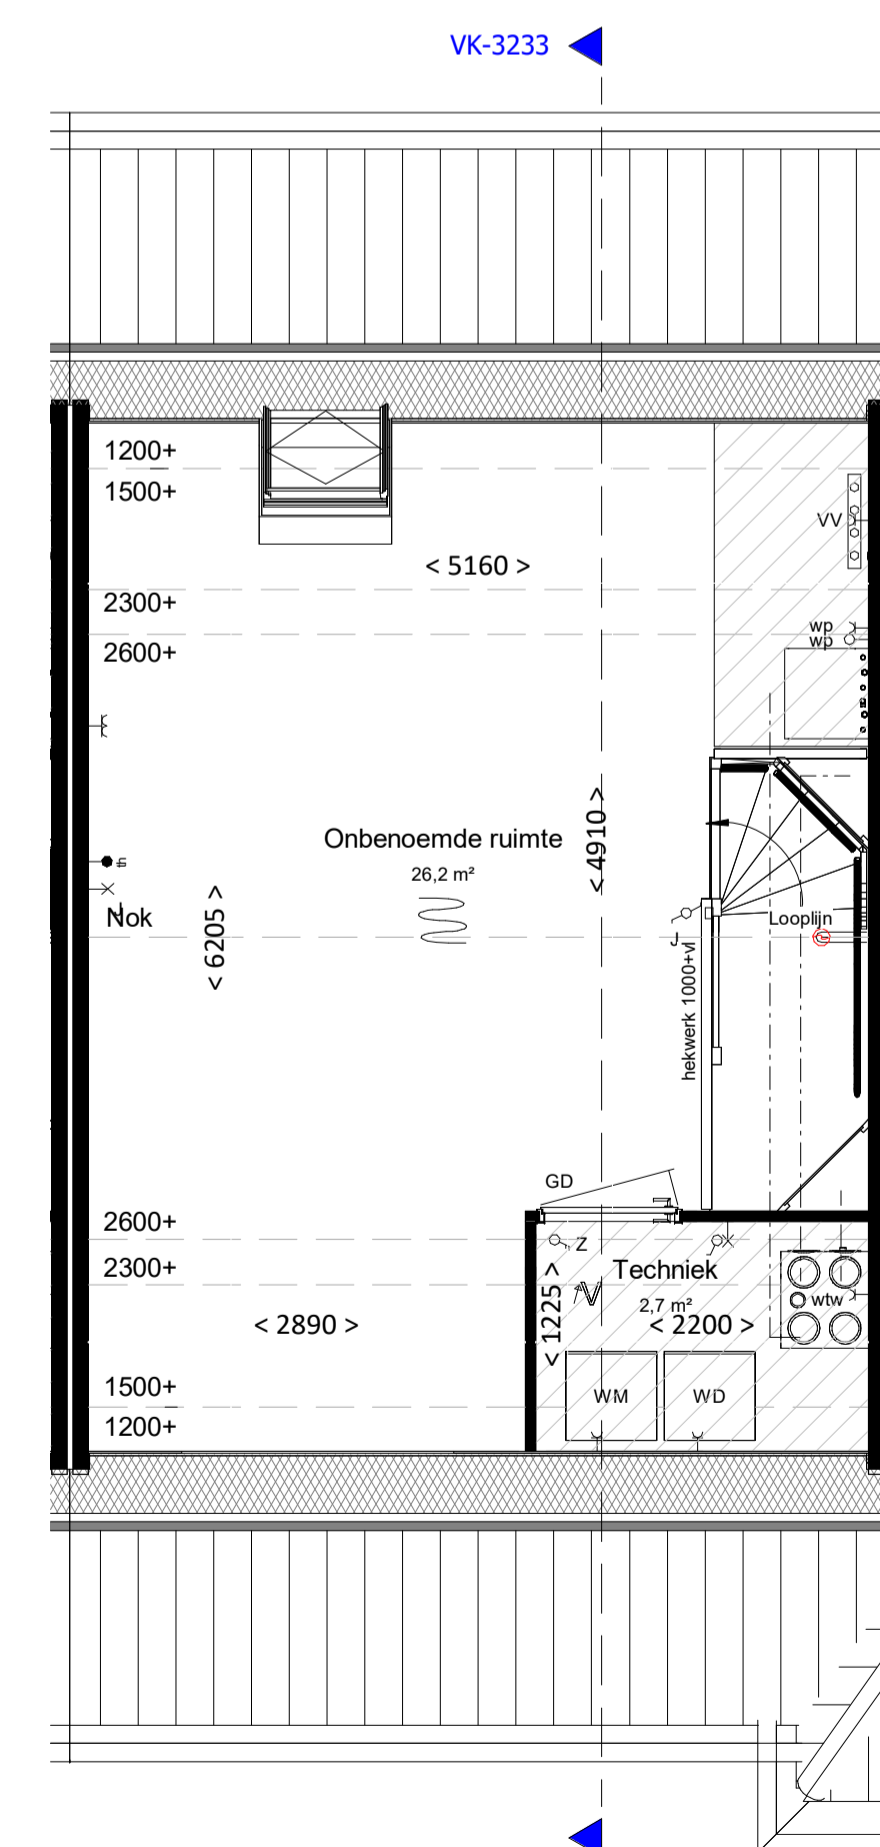 VK-3233
1200+
1500+
VV
< 5160 >
2300+
wp
wp
2600+
< 4910 >
Onbenoemde ruimte
26,2 m²
th
Nok
< 6205 >
Looplijn
hekwerk 1000+vl
GD
2600+
Z
2300+
Techniek
2,7 m²
wtw
< 1225 >
< 2890 >
< 2200 >
1500+
WM
WD
1200+